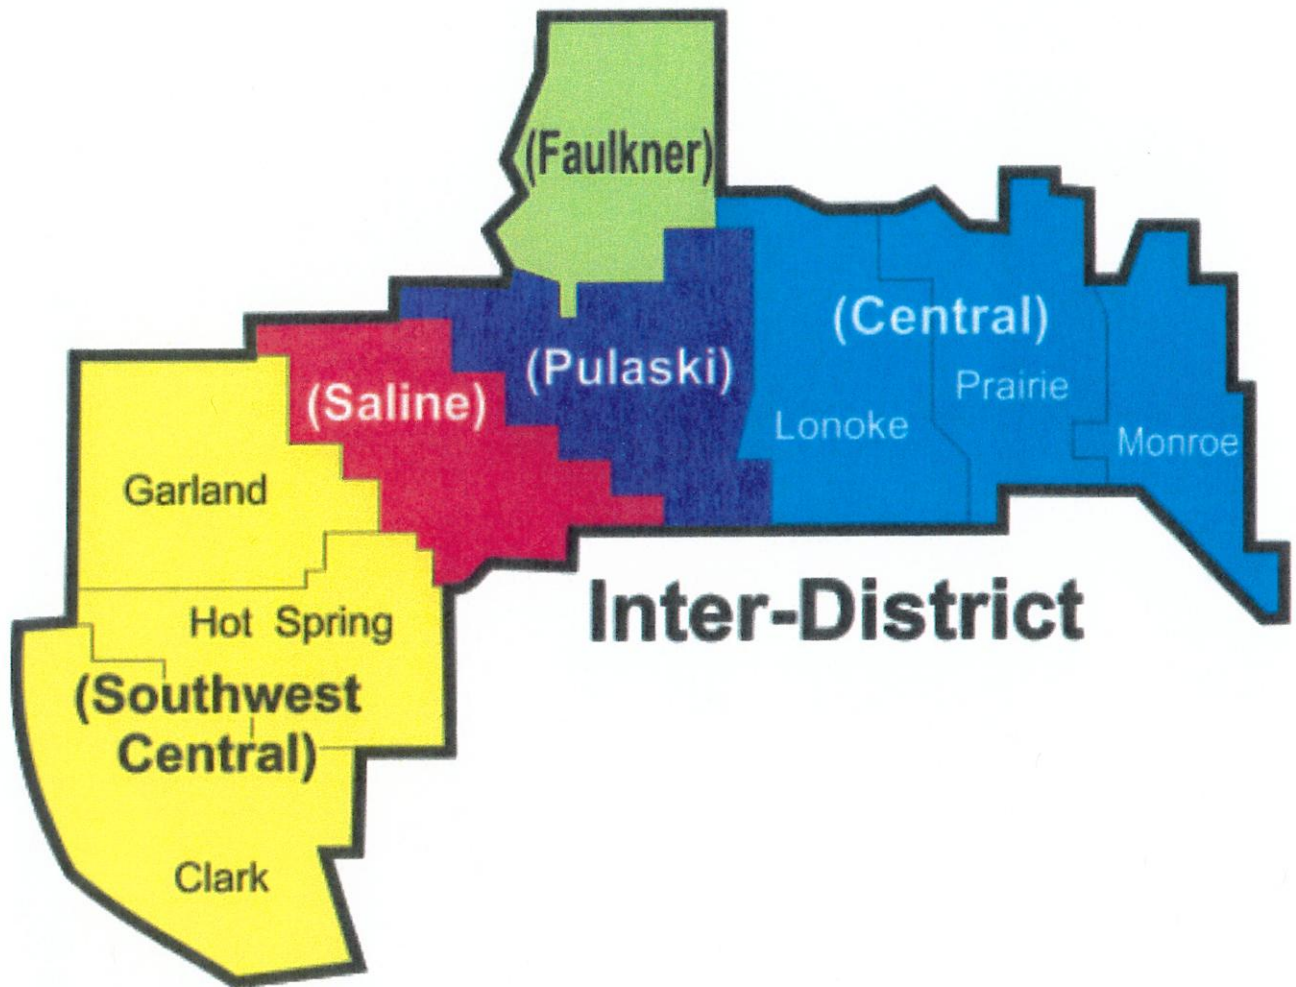 (Faulkner)
(Central)
(Pulaski)
Prairie
(Saline)
Lonoke
Monroe
Garland
Inter-District
Hot Spring
(Southwest
Central)
Clark